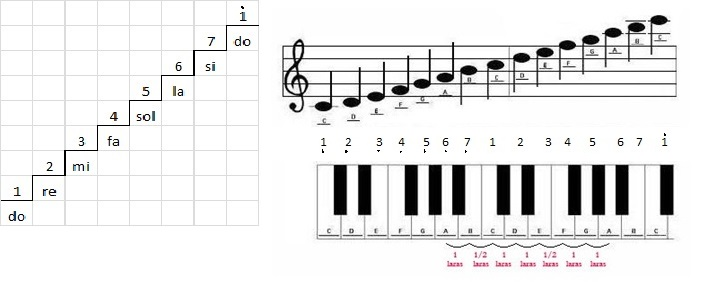 1̇
7 do
6 si
5 la
4 sol
3 fa
2 mi
1 re
do
C D E F G A B C D E F G A B C
1̣ 2̣ 3̣ 4̣ 5̣ 6̣ 7̣ 1 2 3 4 5 6 7 1̇
C D E F G A B C D E F G A B C
1 1/2 1 1 1/2 1 1
laras laras laras laras laras laras laras